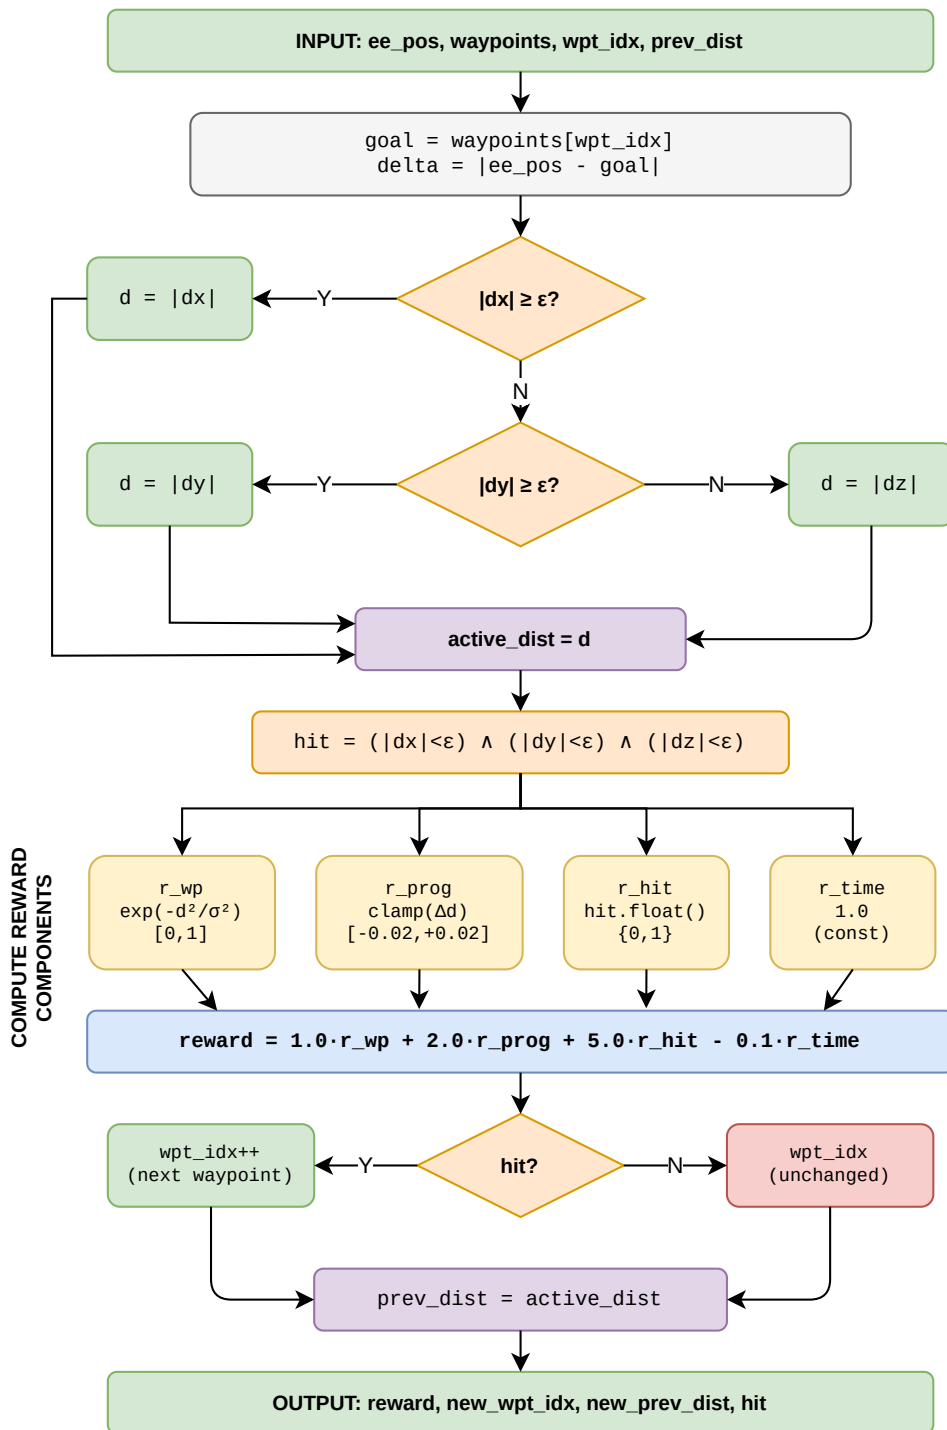 INPUT: ee_pos, waypoints, wpt_idx, prev_dist
goal = waypoints[wpt_idx]
delta = |ee_pos - goal|
|dx| ≥ ε?
Y
d = |dx|
N
|dy| ≥ ε?
Y
d = |dy|
N
d = |dz|
active_dist = d
hit = (|dx|<ε) ∧ (|dy|<ε) ∧ (|dz|<ε)
COMPUTE REWARD
COMPONENTS
r_wp
exp(-d²/σ²)
[0,1]
r_prog
clamp(Δd)
[-0.02,+0.02]
r_hit
hit.float()
{0,1}
r_time
1.0
(const)
reward = 1.0·r_wp + 2.0·r_prog + 5.0·r_hit - 0.1·r_time
hit?
Y
wpt_idx++
(next waypoint)
N
wpt_idx
(unchanged)
prev_dist = active_dist
OUTPUT: reward, new_wpt_idx, new_prev_dist, hit